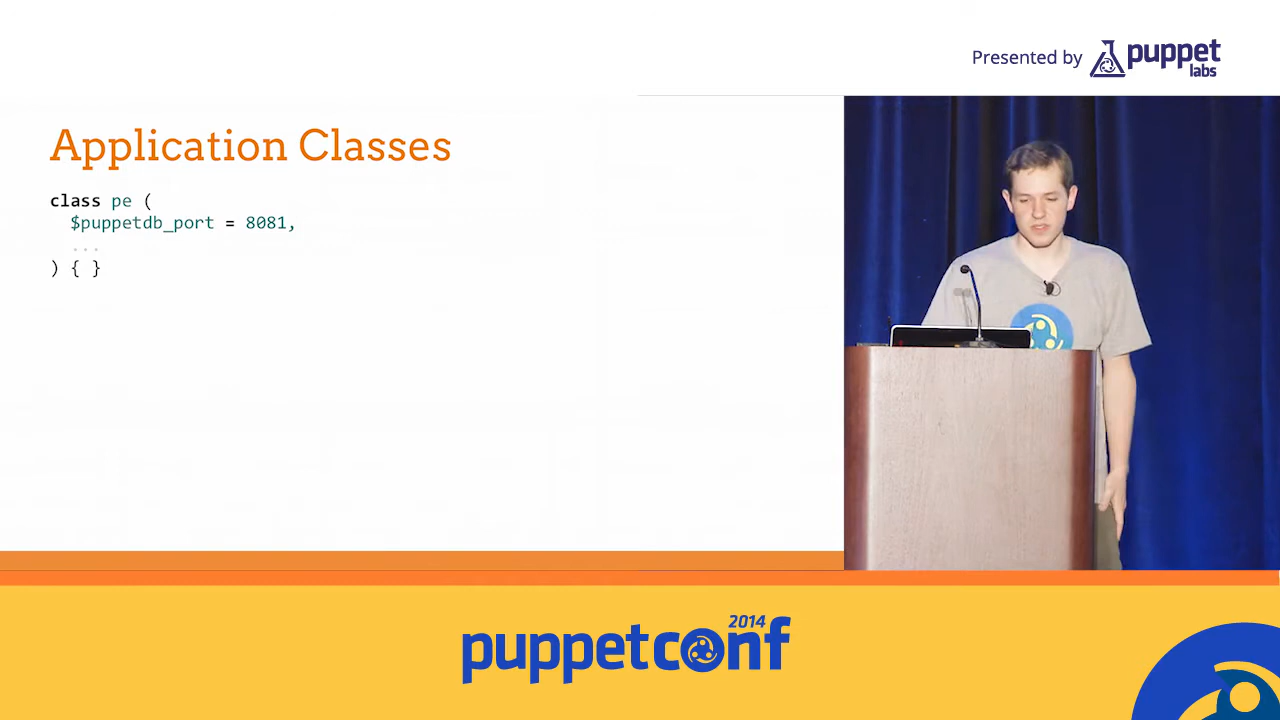 Presented by puppet labs
Application Classes
class pe (
  $puppetdb_port = 8081,
  ...
) { }
2014
puppetconf